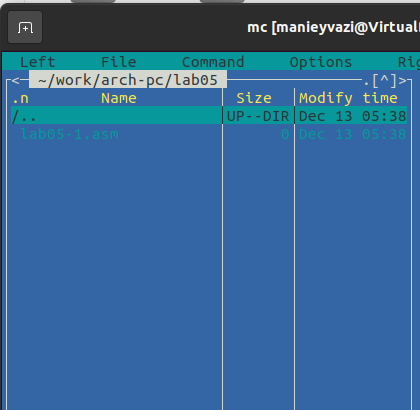 mc [manieyvazi@Virtual
Left File Command Options Rig
<- ~/work/arch-pc/lab05 .[^]>
.n Name Size Modify time
/.. UP--DIR Dec 13 05:38
lab05-1.asm 0 Dec 13 05:38